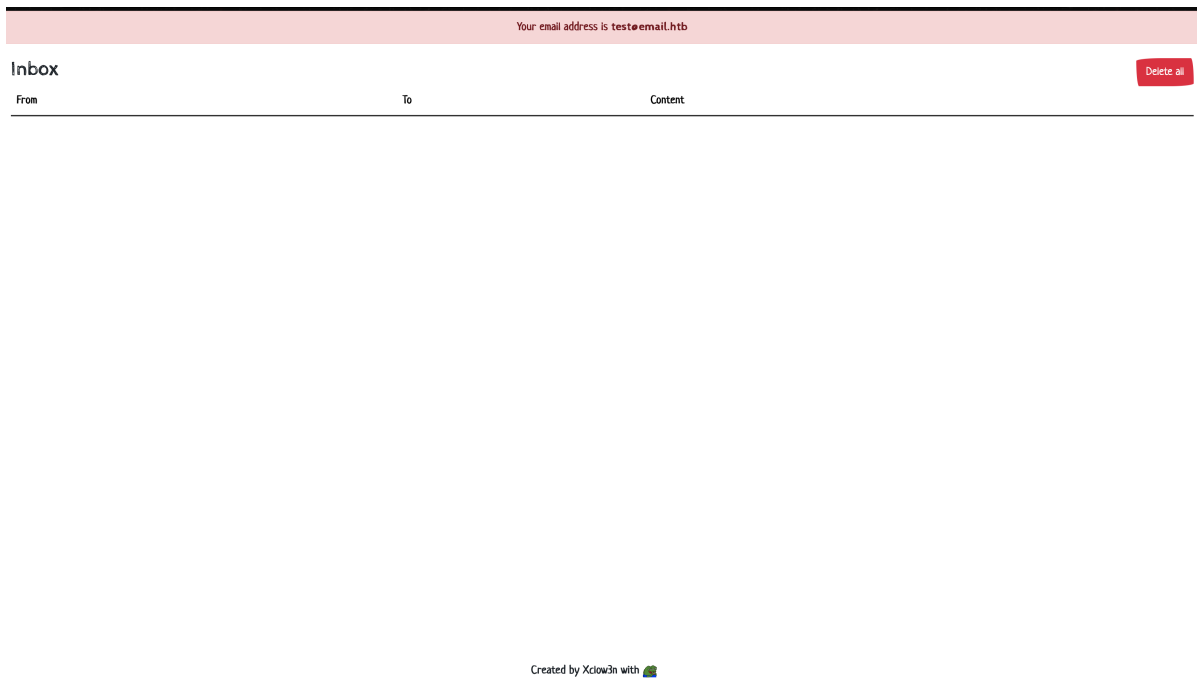 Your email address is test@email.htb
Inbox
Delete all
From To Content
Created by Xclow3n with